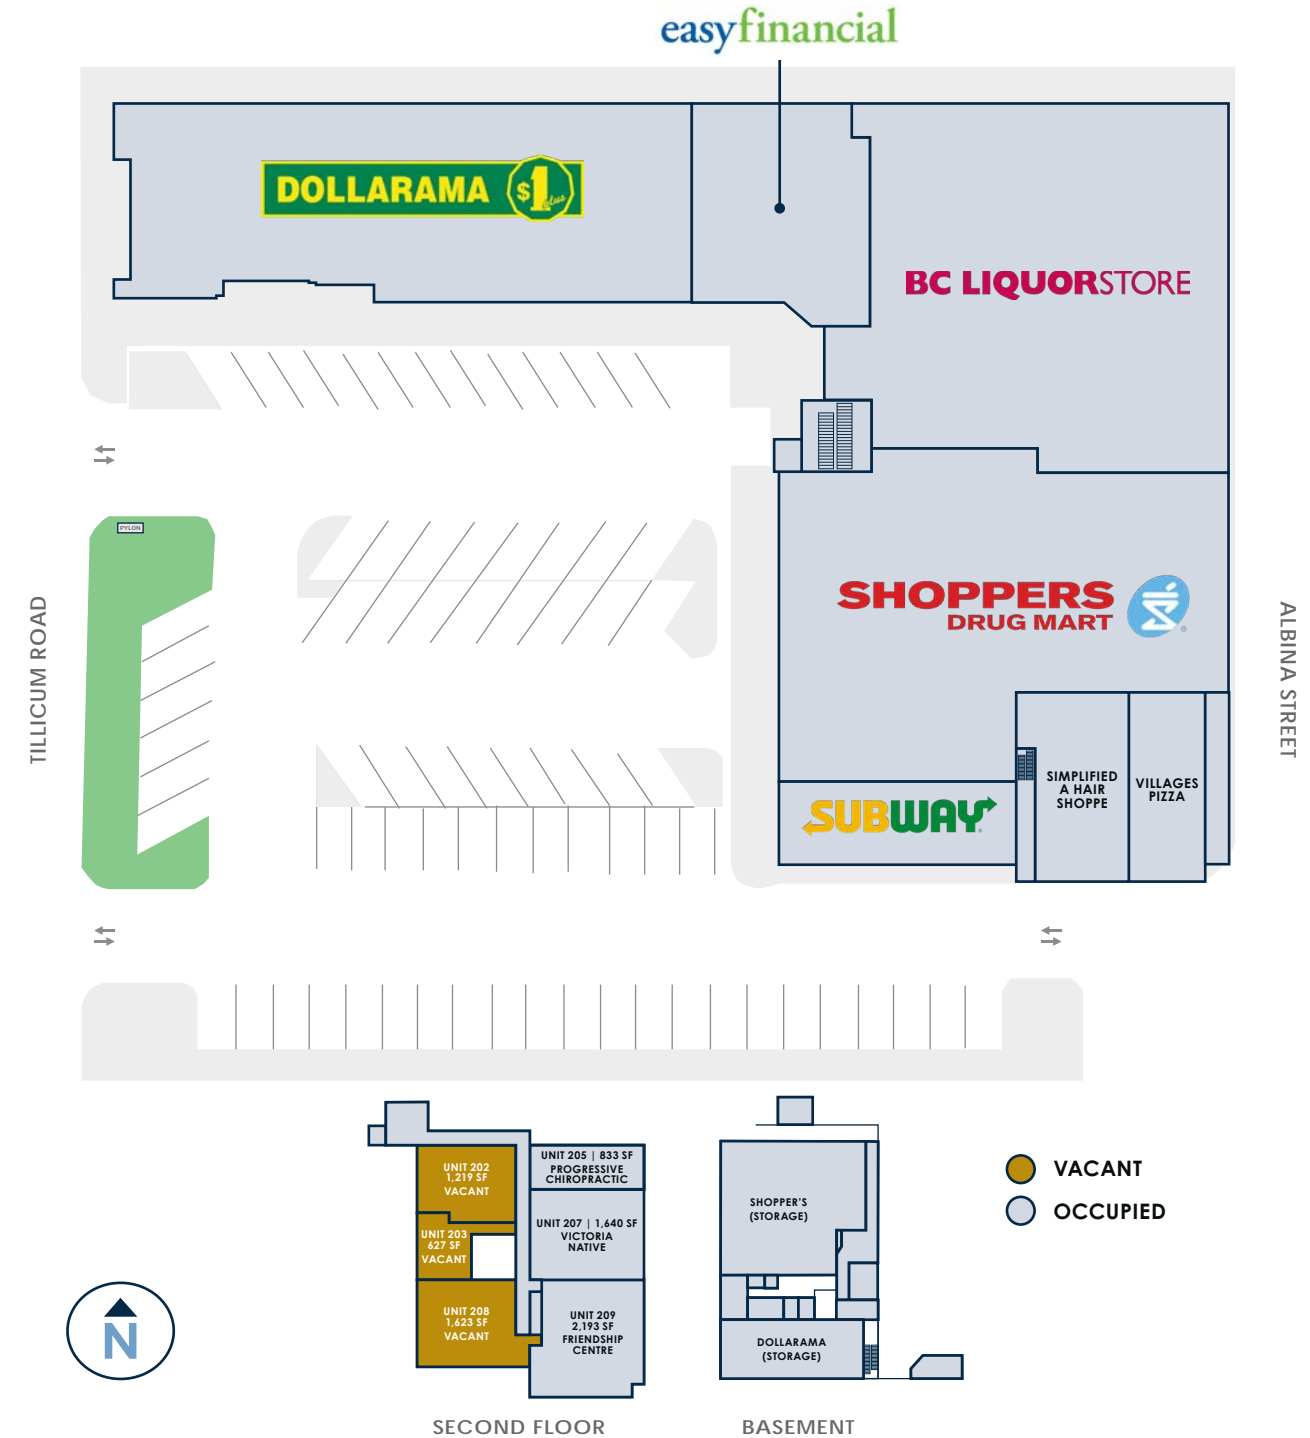 easyfinancial
DOLLARAMA $1 plus
BC LIQUORSTORE
PYLON
SHOPPERS
DRUG MART
TILLICUM ROAD
ALBINA STREET
SUBWAY
SIMPLIFIED
A HAIR
SHOPPE
VILLAGES
PIZZA
UNIT 202
1,219 SF
VACANT
UNIT 203
627 SF
VACANT
UNIT 208
1,623 SF
VACANT
UNIT 205 | 833 SF
PROGRESSIVE
CHIROPRACTIC
UNIT 207 | 1,640 SF
VICTORIA
NATIVE
UNIT 209
2,193 SF
FRIENDSHIP
CENTRE
SECOND FLOOR
SHOPPER'S
(STORAGE)
DOLLARAMA
(STORAGE)
BASEMENT
VACANT
OCCUPIED
N